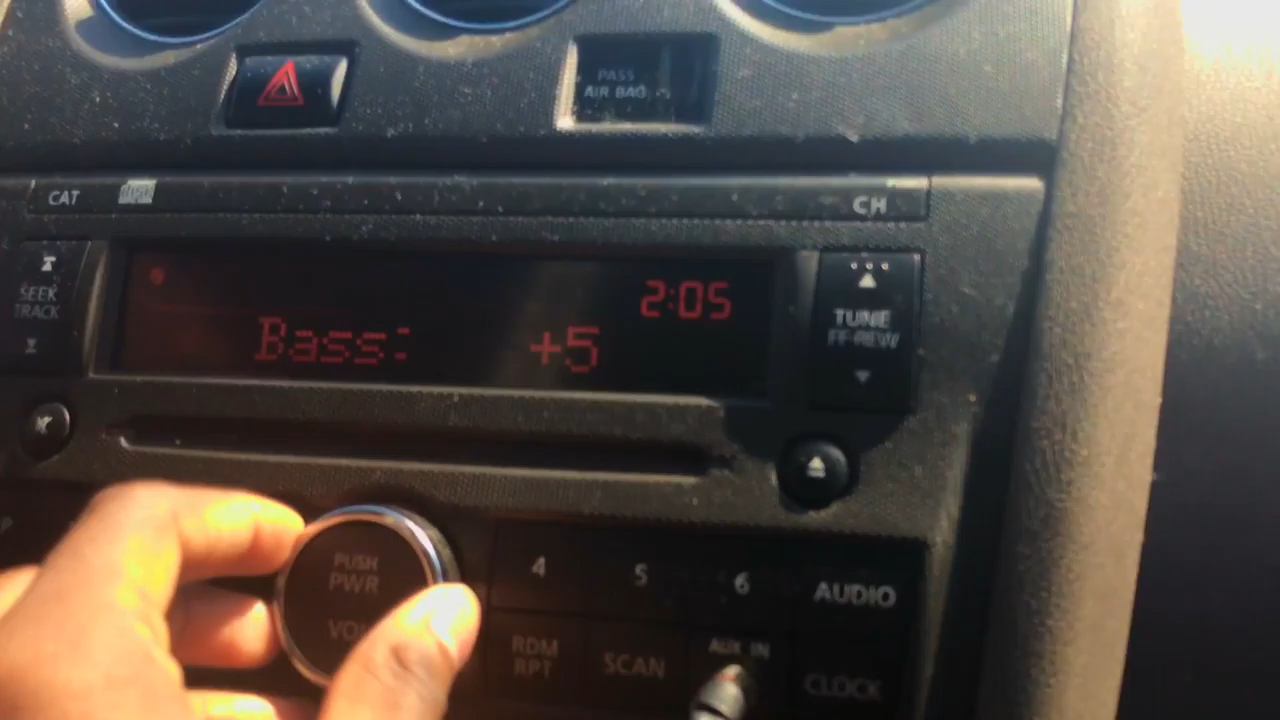 PASS
AIR BAG
CAT
CH
SEEK
TRACK
2:05
Bass: +5
TUNE
FF·REW
PUSH
PWR
VOL
4
5
6
AUDIO
RDM
RPT
SCAN
AUX IN
CLOCK